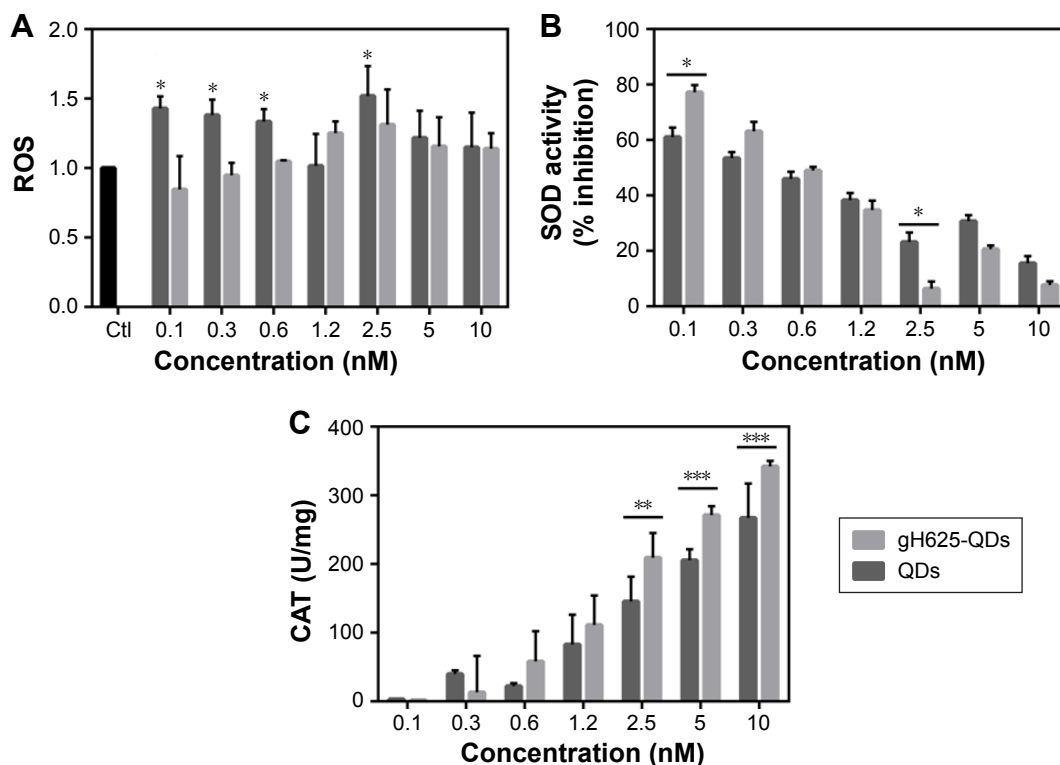 A
2.0
1.5
1.0
0.5
0.0
ROS
* * * *
Ctl 0.1 0.3 0.6 1.2 2.5 5 10
Concentration (nM)
B
100
80
60
40
20
0
SOD activity
(% inhibition)
* *
0.1 0.3 0.6 1.2 2.5 5 10
Concentration (nM)
C
400
300
200
100
0
CAT (U/mg)
** *** ***
0.1 0.3 0.6 1.2 2.5 5 10
Concentration (nM)
gH625-QDs
QDs